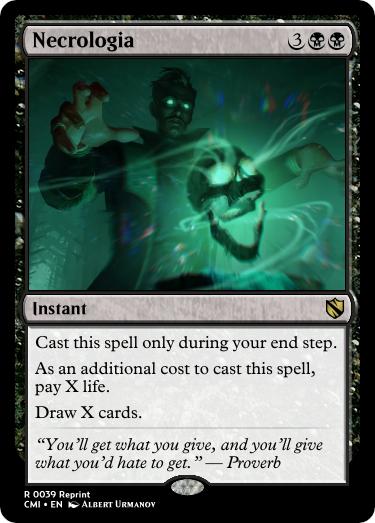 Necrologia 3
Instant
Cast this spell only during your end step.
As an additional cost to cast this spell,
pay X life.
Draw X cards.
“You’ll get what you give, and you’ll give
what you’d hate to get.” — Proverb
R 0039 Reprint
CMI • EN Albert Urmanov